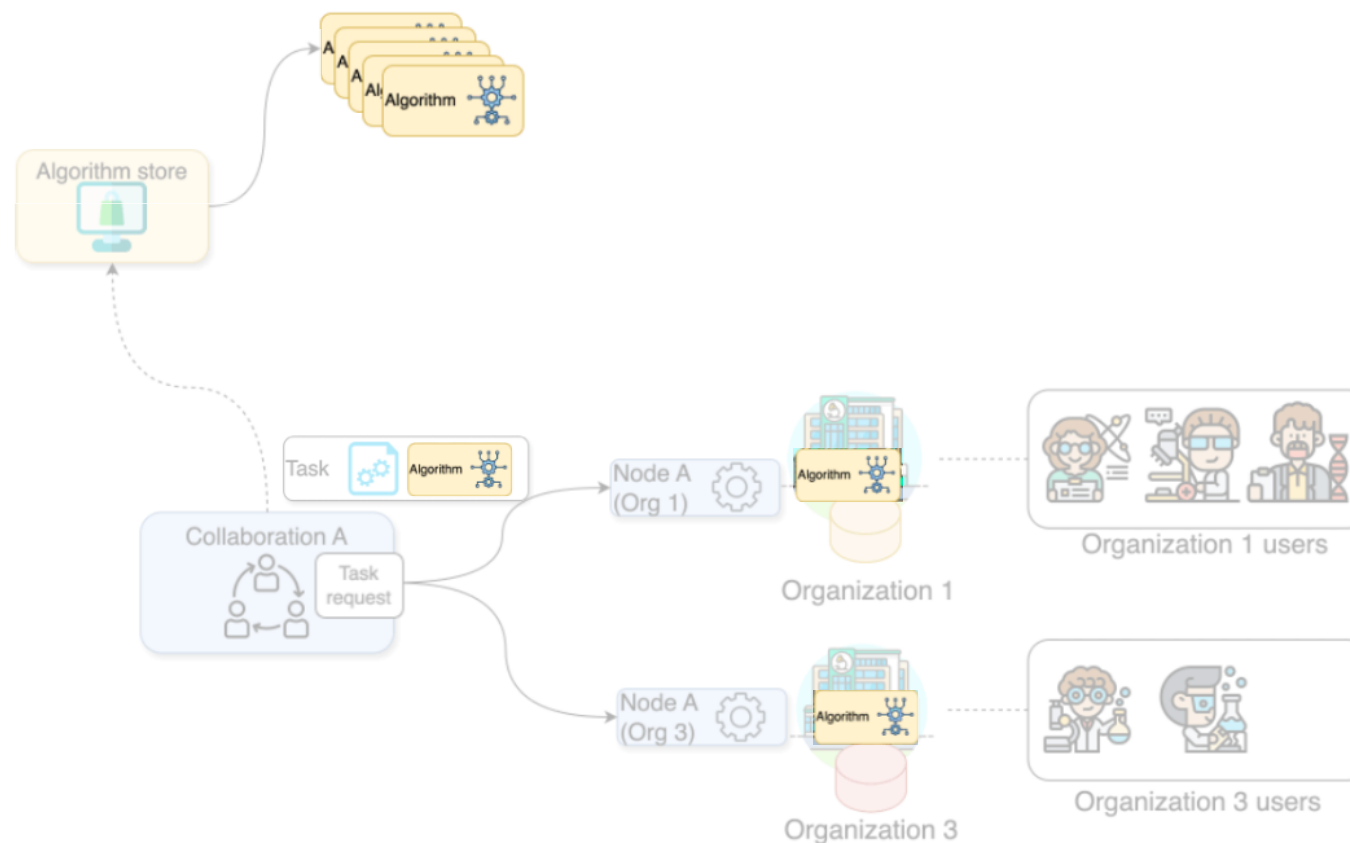 A
A
A
Al
Algorithm
Algorithm store
Task
Algorithm
Collaboration A
Task
request
Node A
(Org 1)
Algorithm
Organization 1
Organization 1 users
Node A
(Org 3)
Algorithm
Organization 3
Organization 3 users